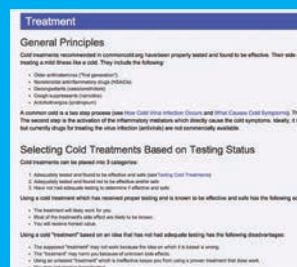 Treatment
General Principles
Cold treatments recommended in commoncold.org have been properly tested and found to be effective. Their side
treating a mild illness like a cold. They include the following:
Older antihistamines ("first generation")
Nonsteroidal antiinflammatory drugs (NSAIDs)
Decongestants (vasoconstrictors)
Cough suppressants (narcotics)
Anticholinergics (ipratropium)
A common cold is a two step process (see How Cold Virus Infection Occurs and What Causes Cold Symptoms). Th
The second step is the activation of the inflammatory mediators which directly cause the cold symptoms. Ideally, it
but currently drugs for treating the virus infection (antivirals) are not commercially available.
Selecting Cold Treatments Based on Testing Status
Cold treatments can be placed into 3 categories:
1. Adequately tested and found to be effective and safe (see Testing Cold Treatments)
2. Adequately tested and found not to be effective and/or safe
3. Have not had adequate testing to determine if effective and safe
Using a cold treatment which has received proper testing and is known to be effective and safe has the following ad
The treatment will likely work for you.
Most of the treatment's side effect are likely to be known.
You will receive honest value.
Using a cold "treatment" based on an idea that has not had adequate testing has the following disadvantages:
The supposed "treatment" may not work because the idea on which it is based is wrong.
The "treatment" may harm you because of unknown side effects.
Using an untested "treatment" which is ineffective keeps you from using a proven treatment that does work.